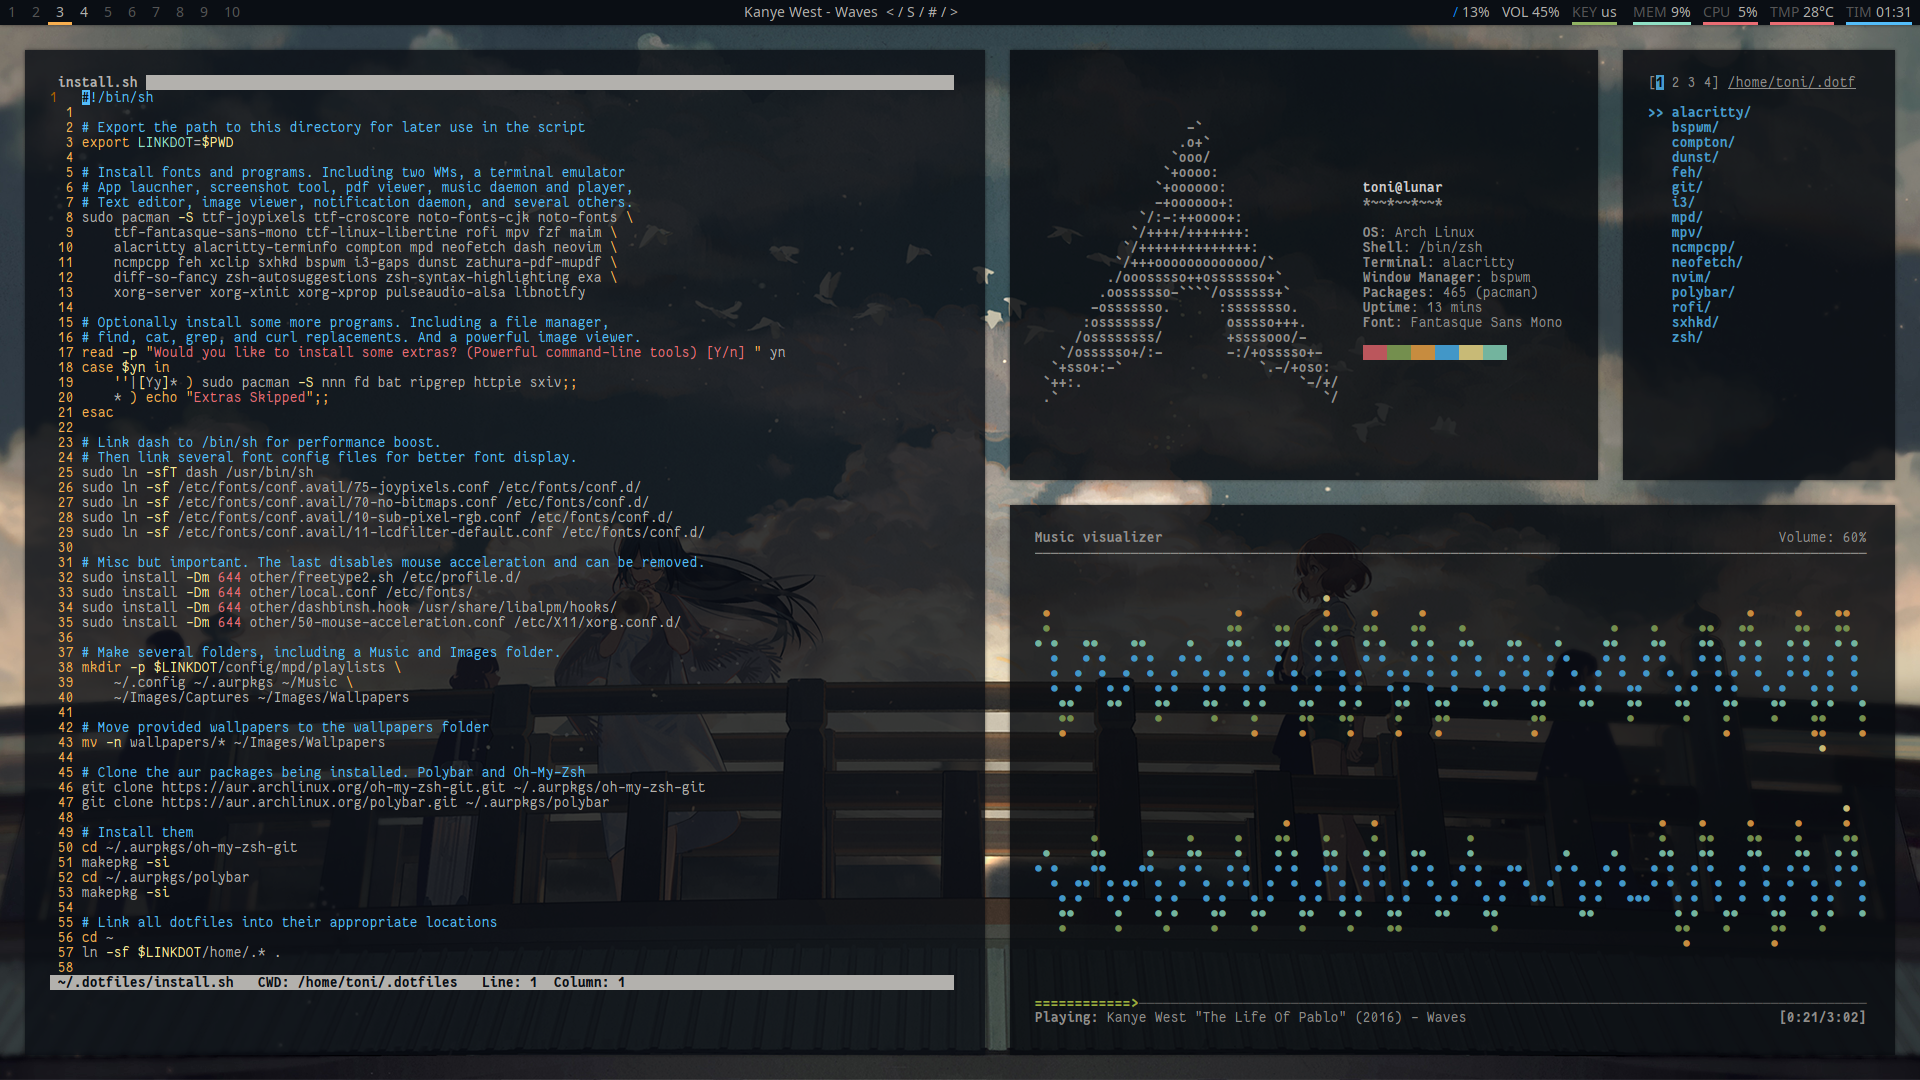 1 2 3 4 5 6 7 8 9 10
Kanye West - Waves < / S / # / >
/ 13% VOL 45% KEY us MEM 9% CPU 5% TMP 28°C TIM 01:31
install.sh
1 #!/bin/sh
1
2 # Export the path to this directory for later use in the script
3 export LINKDOT=$PWD
4
5 # Install fonts and programs. Including two WMs, a terminal emulator
6 # App laucnher, screenshot tool, pdf viewer, music daemon and player,
7 # Text editor, image viewer, notification daemon, and several others.
8 sudo pacman -S ttf-joypixels ttf-croscore noto-fonts-cjk noto-fonts \
9 ttf-fantasque-sans-mono ttf-linux-libertine rofi mpv fzf maim \
10 alacritty alacritty-terminfo compton mpd neofetch dash neovim \
11 ncmpcpp feh xclip sxhkd bspwm i3-gaps dunst zathura-pdf-mupdf \
12 diff-so-fancy zsh-autosuggestions zsh-syntax-highlighting exa \
13 xorg-server xorg-xinit xorg-xprop pulseaudio-alsa libnotify
14
15 # Optionally install some more programs. Including a file manager,
16 # find, cat, grep, and curl replacements. And a powerful image viewer.
17 read -p "Would you like to install some extras? (Powerful command-line tools) [Y/n] " yn
18 case $yn in
19 ''|[Yy]* ) sudo pacman -S nnn fd bat ripgrep httpie sxiv;;
20 * ) echo "Extras Skipped";;
21 esac
22
23 # Link dash to /bin/sh for performance boost.
24 # Then link several font config files for better font display.
25 sudo ln -sfT dash /usr/bin/sh
26 sudo ln -sf /etc/fonts/conf.avail/75-joypixels.conf /etc/fonts/conf.d/
27 sudo ln -sf /etc/fonts/conf.avail/70-no-bitmaps.conf /etc/fonts/conf.d/
28 sudo ln -sf /etc/fonts/conf.avail/10-sub-pixel-rgb.conf /etc/fonts/conf.d/
29 sudo ln -sf /etc/fonts/conf.avail/11-lcdfilter-default.conf /etc/fonts/conf.d/
30
31 # Misc but important. The last disables mouse acceleration and can be removed.
32 sudo install -Dm 644 other/freetype2.sh /etc/profile.d/
33 sudo install -Dm 644 other/local.conf /etc/fonts/
34 sudo install -Dm 644 other/dashbinsh.hook /usr/share/libalpm/hooks/
35 sudo install -Dm 644 other/50-mouse-acceleration.conf /etc/X11/xorg.conf.d/
36
37 # Make several folders, including a Music and Images folder.
38 mkdir -p $LINKDOT/config/mpd/playlists \
39 ~/.config ~/.aurpkgs ~/Music \
40 ~/Images/Captures ~/Images/Wallpapers
41
42 # Move provided wallpapers to the wallpapers folder
43 mv -n wallpapers/* ~/Images/Wallpapers
44
45 # Clone the aur packages being installed. Polybar and Oh-My-Zsh
46 git clone https://aur.archlinux.org/oh-my-zsh-git.git ~/.aurpkgs/oh-my-zsh-git
47 git clone https://aur.archlinux.org/polybar.git ~/.aurpkgs/polybar
48
49 # Install them
50 cd ~/.aurpkgs/oh-my-zsh-git
51 makepkg -si
52 cd ~/.aurpkgs/polybar
53 makepkg -si
54
55 # Link all dotfiles into their appropriate locations
56 cd ~
57 ln -sf $LINKDOT/home/.* .
58
~/.dotfiles/install.sh CWD: /home/toni/.dotfiles Line: 1 Column: 1
toni@lunar
*~~*~~*~~*
OS: Arch Linux
Shell: /bin/zsh
Terminal: alacritty
Window Manager: bspwm
Packages: 465 (pacman)
Uptime: 13 mins
Font: Fantasque Sans Mono
[1 2 3 4] /home/toni/.dotf
>> alacritty/
bspwm/
compton/
dunst/
feh/
git/
i3/
mpd/
mpv/
ncmpcpp/
neofetch/
nvim/
polybar/
rofi/
sxhkd/
zsh/
Music visualizer Volume: 60%
============>
Playing: Kanye West "The Life Of Pablo" (2016) - Waves [0:21/3:02]